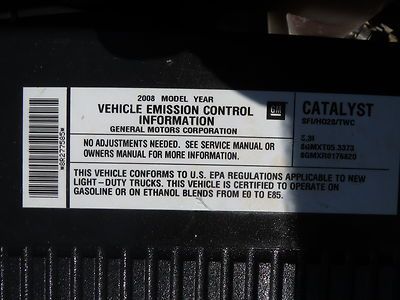 2008 MODEL YEAR
VEHICLE EMISSION CONTROL
INFORMATION
GENERAL MOTORS CORPORATION
GM
CATALYST
SFI/HO2S/TWC
NO ADJUSTMENTS NEEDED. SEE SERVICE MANUAL OR
OWNERS MANUAL FOR MORE INFORMATION.
5.3l
8GMXT05.3373
8GMXR0176820
THIS VEHICLE CONFORMS TO U.S. EPA REGULATIONS APPLICABLE TO NEW
LIGHT-DUTY TRUCKS. THIS VEHICLE IS CERTIFIED TO OPERATE ON
GASOLINE OR ON ETHANOL BLENDS FROM E0 TO E85.
*8R277585*